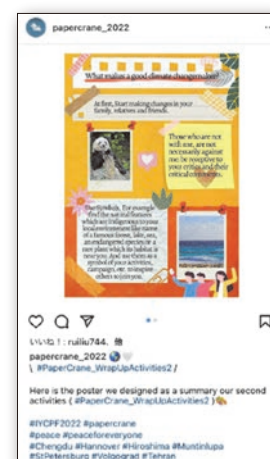 papercrane_2022
What makes a good climate changemaker?
At first, Start making changes in your
family, relatives and friends.
Those who are not
with me, are not
necessarily against
me. be receptive to
your critics and their
critical comments.
Use Symbols. For example
find the natural features
which are indigenous to your
local environment like name
of a famous forest, lake, sea,
an endangered species or a
rare place which its habitat is
near you. And use them as a
symbol of your activities,
campaign, etc. to inspire
others to join you.
いいね！: ruiliu744、他
papercrane_2022
\ #PaperCrane_WrapUpActivities2 /
Here is the poster we designed as a summary our second
activities ( #PaperCrane_WrapUpActivities2 )
#IYCPF2022 #papercrane
#peace #peaceforeveryone
#Chengdu #Hannover #Hiroshima #Muntinlupa
#StPetersburg #Volgograd #Tehran